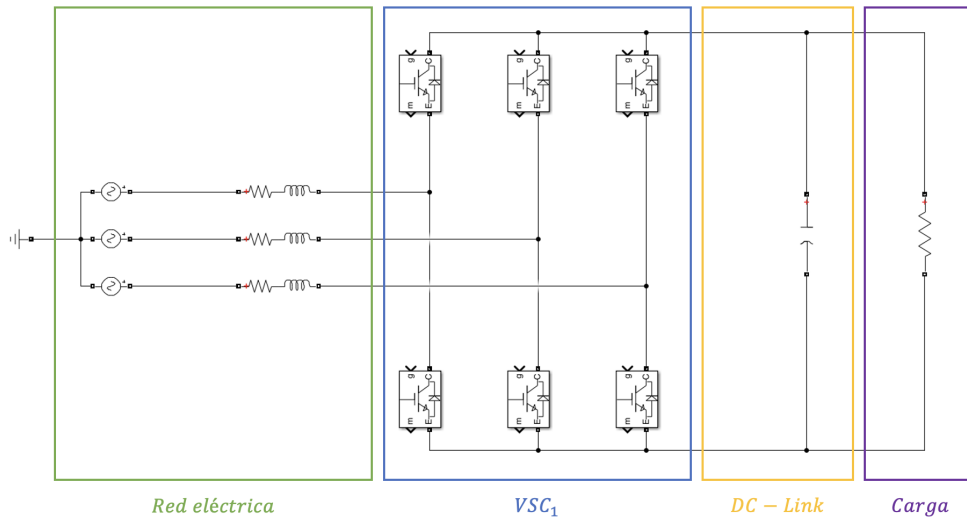 g C
m E
g C
m E
g C
m E
g C
m E
g C
m E
g C
m E
Red eléctrica
VSC₁
DC − Link
Carga